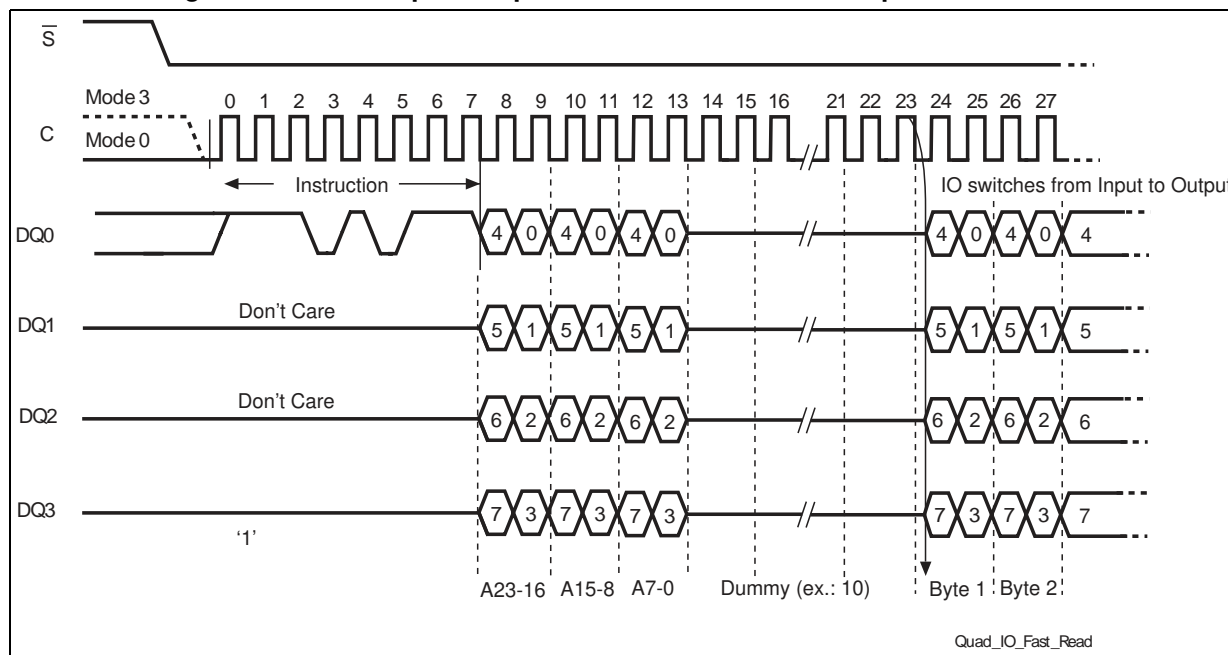 S
Mode 3
C
Mode 0
0 1 2 3 4 5 6 7 8 9 10 11 12 13 14 15 16 21 22 23 24 25 26 27
Instruction
IO switches from Input to Output
DQ0
4 0 4 0 4 0 4 0 4 0 4
DQ1
Don't Care
5 1 5 1 5 1 5 1 5 1 5
DQ2
Don't Care
6 2 6 2 6 2 6 2 6 2 6
DQ3
7 3 7 3 7 3 7 3 7 3 7
‘1’
A23-16 A15-8 A7-0 Dummy (ex.: 10) Byte 1 Byte 2
Quad_IO_Fast_Read